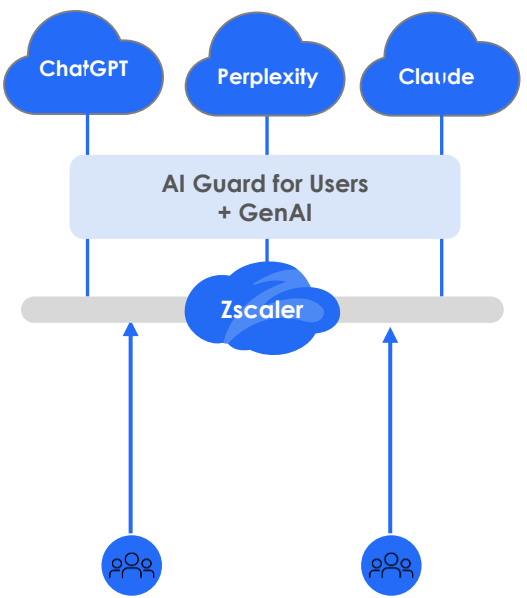 ChatGPT
Perplexity
Claude
AI Guard for Users
+ GenAI
Zscaler